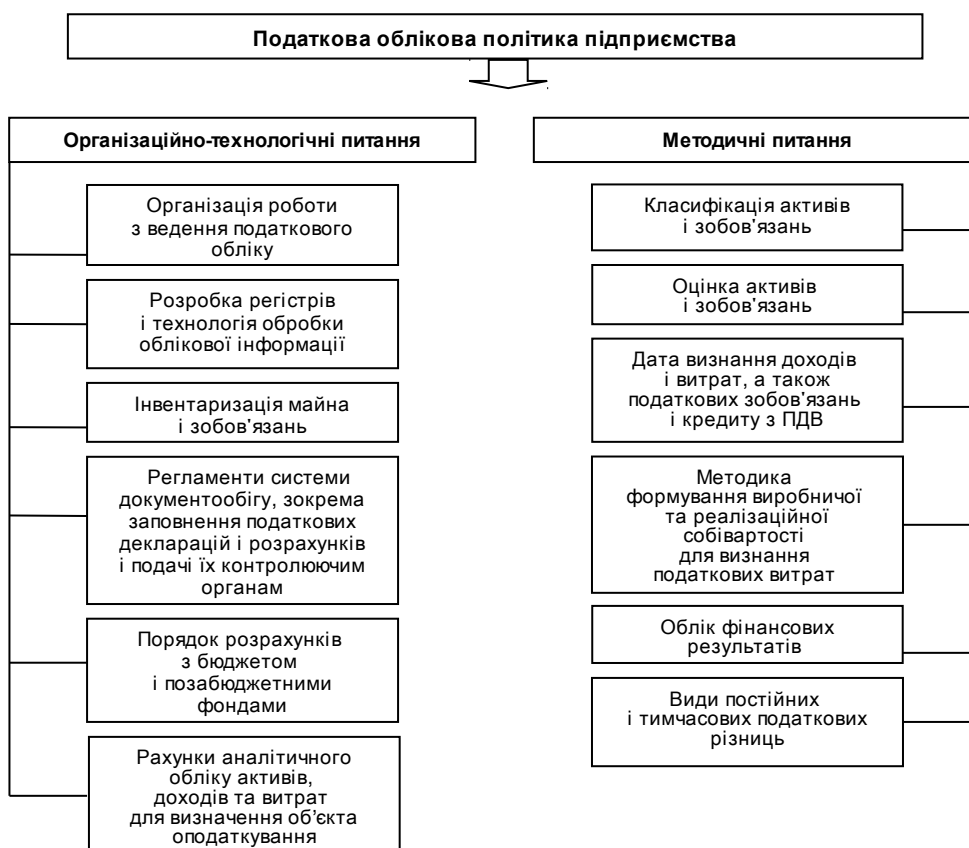 Податкова облікова політика підприємства
Організаційно-технологічні питання
Організація роботи
з ведення податкового
обліку
Розробка регістрів
і технологія обробки
облікової інформації
Інвентаризація майна
і зобов'язань
Регламенти системи
документообігу, зокрема
заповнення податкових
декларацій і розрахунків
і подачі їх контролюючим
органам
Порядок розрахунків
з бюджетом
і позабюджетними
фондами
Рахунки аналітичного
обліку активів,
доходів та витрат
для визначення об’єкта
оподаткування
Методичні питання
Класифікація активів
і зобов'язань
Оцінка активів
і зобов'язань
Дата визнання доходів
і витрат, а також
податкових зобов'язань
і кредиту з ПДВ
Методика
формування виробничої
та реалізаційної
собівартості
для визнання
податкових витрат
Облік фінансових
результатів
Види постійних
і тимчасових податкових
різниць